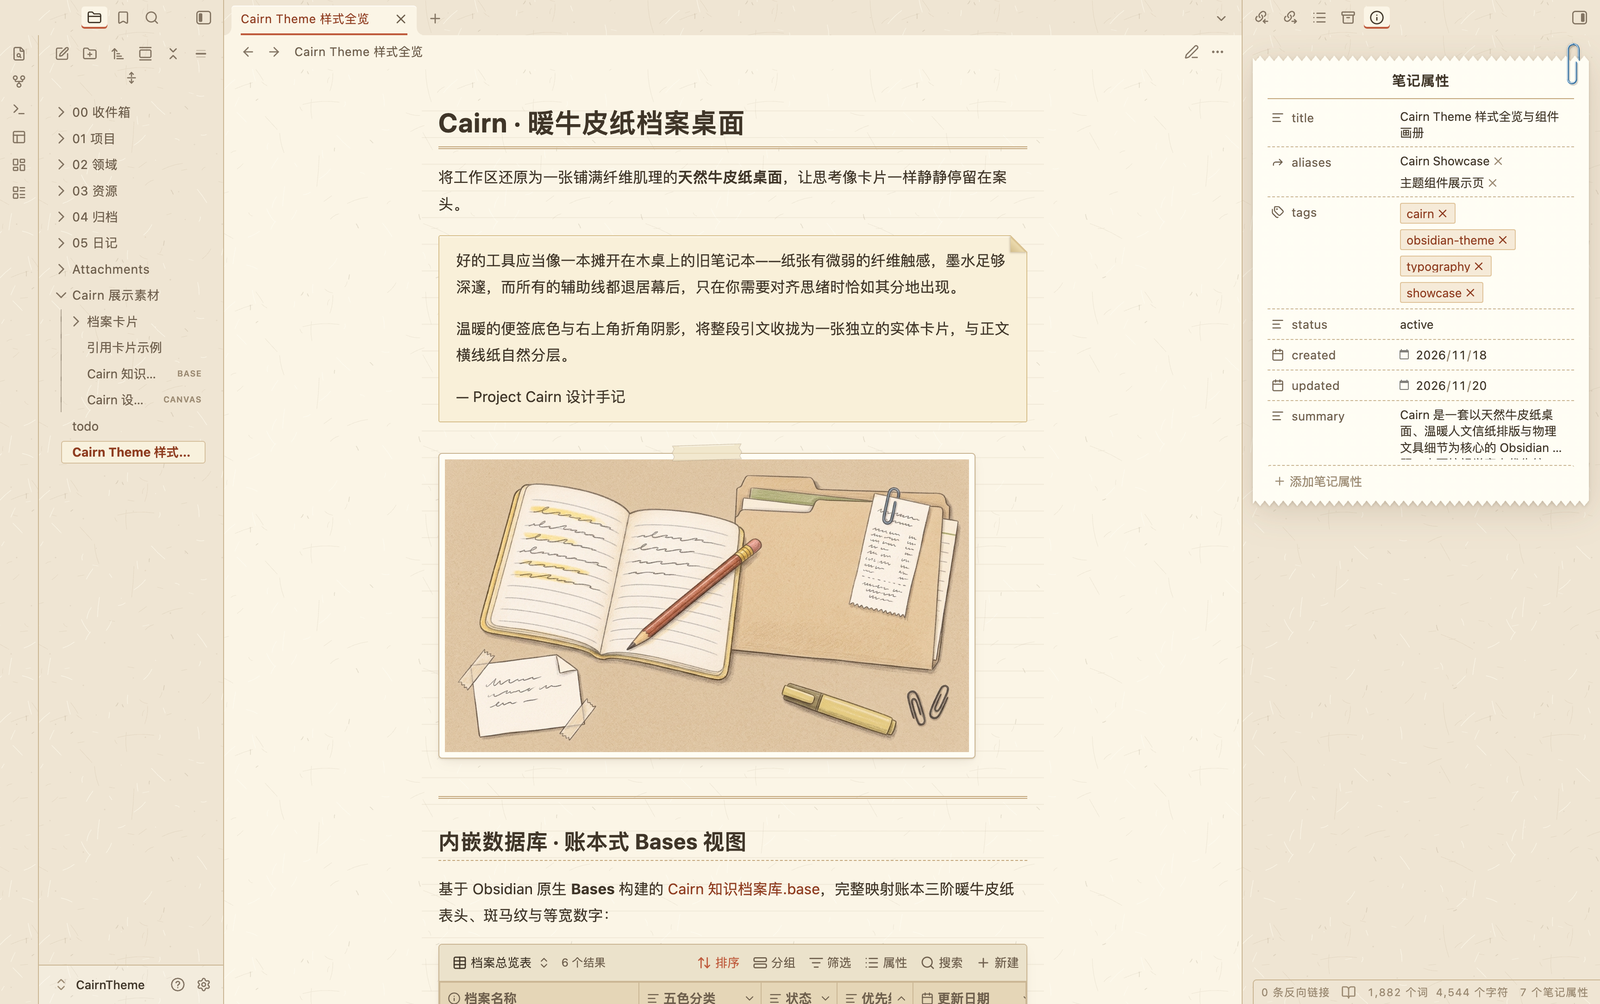 Cairn Theme 样式全览
Cairn Theme 样式全览
00 收件箱
01 项目
02 领域
03 资源
04 归档
05 日记
Attachments
Cairn 展示素材
档案卡片
引用卡片示例
Cairn 知识... BASE
Cairn 设... CANVAS
todo
Cairn Theme 样式...
CairnTheme
Cairn · 暖牛皮纸档案桌面
将工作区还原为一张铺满纤维肌理的天然牛皮纸桌面，让思考像卡片一样静静停留在案
头。
好的工具应当像一本摊开在木桌上的旧笔记本——纸张有微弱的纤维触感，墨水足够
深邃，而所有的辅助线都退居幕后，只在你需要对齐思绪时恰如其分地出现。
温暖的便签底色与右上角折角阴影，将整段引文收拢为一张独立的实体卡片，与正文
横线纸自然分层。
— Project Cairn 设计手记
内嵌数据库 · 账本式 Bases 视图
基于 Obsidian 原生 Bases 构建的 Cairn 知识档案库.base，完整映射账本三阶暖牛皮纸
表头、斑马纹与等宽数字：
档案总览表 6 个结果 排序 分组 筛选 属性 搜索 新建
档案名称 五色分类 状态 优先 更新日期
笔记属性
title Cairn Theme 样式全览与组件
画册
aliases Cairn Showcase
主题组件展示页
tags cairn
obsidian-theme
typography
showcase
status active
created 2026/11/18
updated 2026/11/20
summary Cairn 是一套以天然牛皮纸桌
面、温暖人文信纸排版与物理
文具细节为核心的 Obsidian ...
添加笔记属性
0 条反向链接 1,882 个词 4,544 个字符 7 个笔记属性